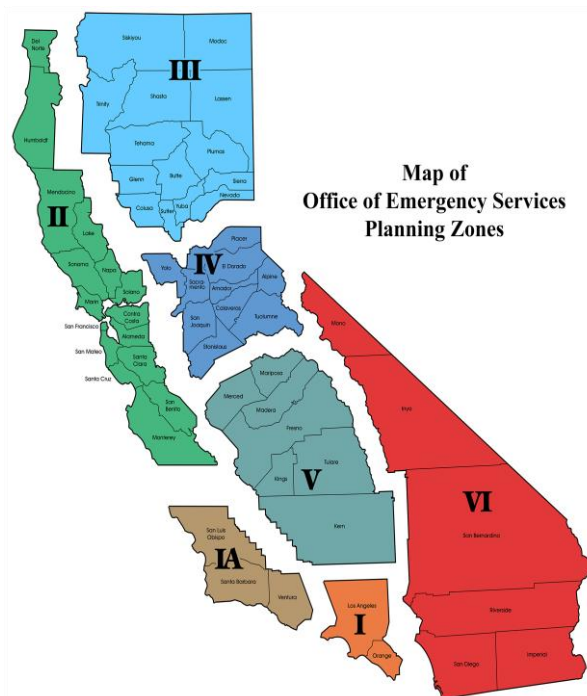 Map of
Office of Emergency Services
Planning Zones
Del
Norte
Humboldt
Mendocino
II
Lake
Sonoma
Napa
Solano
Marin
Contra
Costa
San Francisco
Alameda
San Mateo
Santa
Clara
Santa Cruz
San
Benito
Monterey
Siskiyou
Modoc
III
Trinity
Shasta
Lassen
Tehama
Plumas
Glenn
Butte
Sierra
Colusa
Sutter
Yuba
Nevada
Placer
Yolo
IV
El Dorado
Sacra
mento
Amador
Alpine
Calaveras
San
Joaquin
Tuolumne
Stanislaus
Mariposa
Merced
Madera
Fresno
Tulare
Kings
V
Kern
San Luis
Obispo
IA
Santa Barbara
Ventura
Los Angeles
I
Orange
Mono
Inyo
VI
San Bernardino
Riverside
San Diego
Imperial